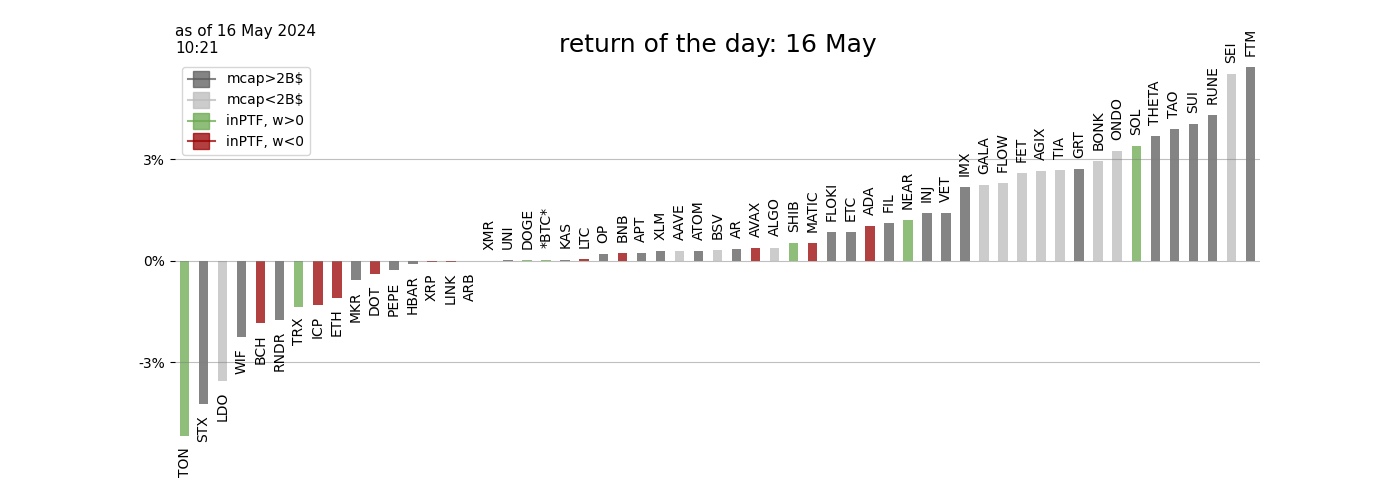 as of 16 May 2024
10:21
return of the day: 16 May
mcap>2B$
mcap<2B$
inPTF, w>0
inPTF, w<0
3%
0%
-3%
TON
STX
LDO
WIF
BCH
RNDR
TRX
ICP
ETH
MKR
DOT
PEPE
HBAR
XRP
LINK
ARB
XMR
UNI
DOGE
*BTC*
KAS
LTC
OP
BNB
APT
XLM
AAVE
ATOM
BSV
AR
AVAX
ALGO
SHIB
MATIC
FLOKI
ETC
ADA
FIL
NEAR
INJ
VET
IMX
GALA
FLOW
FET
AGIX
TIA
GRT
BONK
ONDO
SOL
THETA
TAO
SUI
RUNE
SEI
FTM